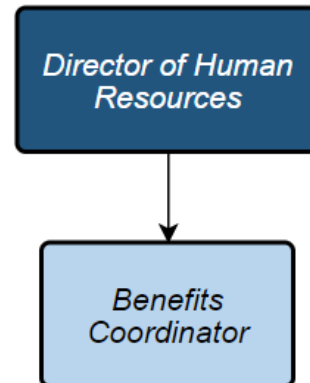 Director of Human
Resources
Benefits
Coordinator